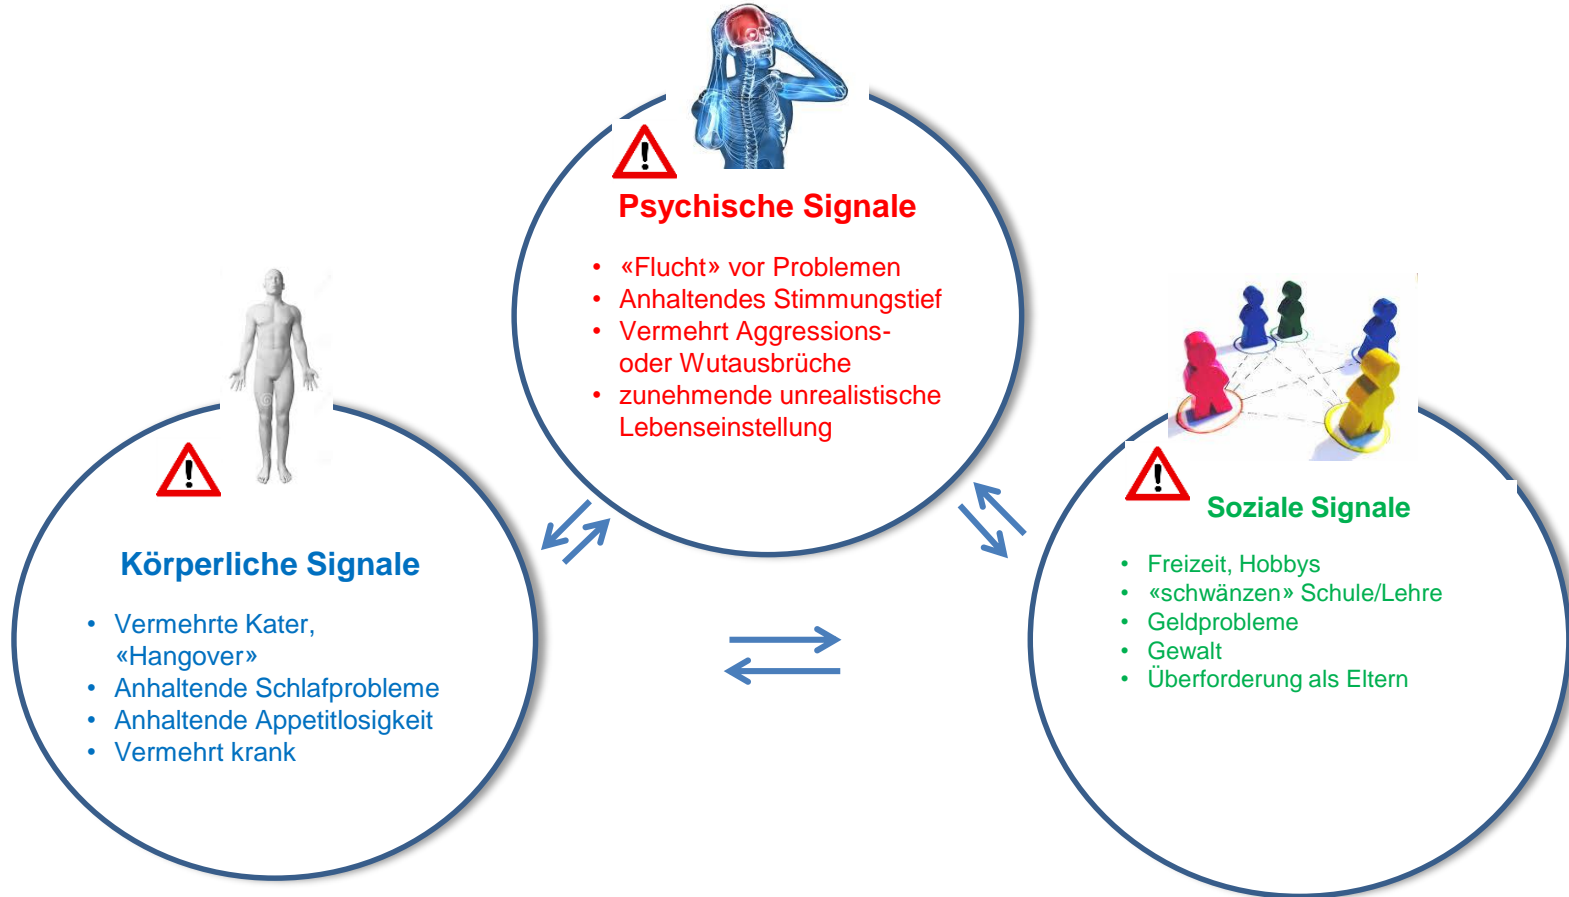 Psychische Signale
• «Flucht» vor Problemen
• Anhaltendes Stimmungstief
• Vermehrt Aggressions-
oder Wutausbrüche
• zunehmende unrealistische
Lebenseinstellung
Körperliche Signale
• Vermehrte Kater,
«Hangover»
• Anhaltende Schlafprobleme
• Anhaltende Appetitlosigkeit
• Vermehrt krank
Soziale Signale
• Freizeit, Hobbys
• «schwänzen» Schule/Lehre
• Geldprobleme
• Gewalt
• Überforderung als Eltern